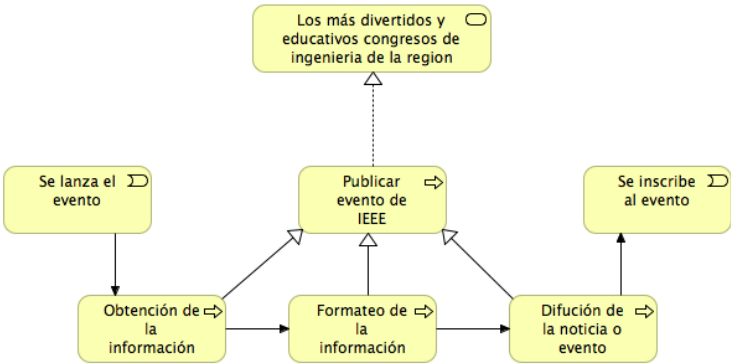 Los más divertidos y
educativos congresos de
ingenieria de la region
Se lanza el
evento
Publicar
evento de
IEEE
Se inscribe
al evento
Obtención de
la
información
Formateo de
la
información
Difución de
la noticia o
evento